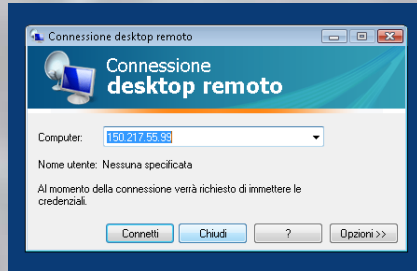 Connessione desktop remoto
Connessione
desktop remoto
Computer: 150.217.55.99
Nome utente: Nessuna specificata
Al momento della connessione verrà richiesto di immettere le
credenziali.
Connetti Chiudi ? Opzioni >>